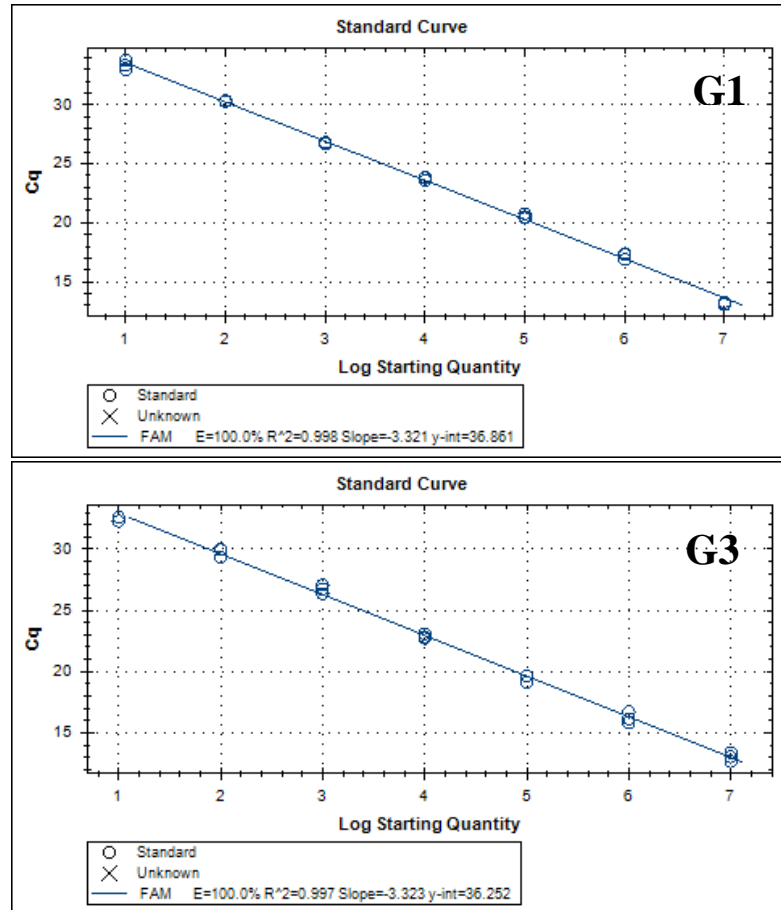 Standard Curve
G1
Cq
30
25
20
15
1 2 3 4 5 6 7
Log Starting Quantity
Standard
Unknown
FAM E=100.0% R^2=0.998 Slope=-3.321 y-int=36.861
Standard Curve
G3
Cq
30
25
20
15
1 2 3 4 5 6 7
Log Starting Quantity
Standard
Unknown
FAM E=100.0% R^2=0.997 Slope=-3.323 y-int=36.252